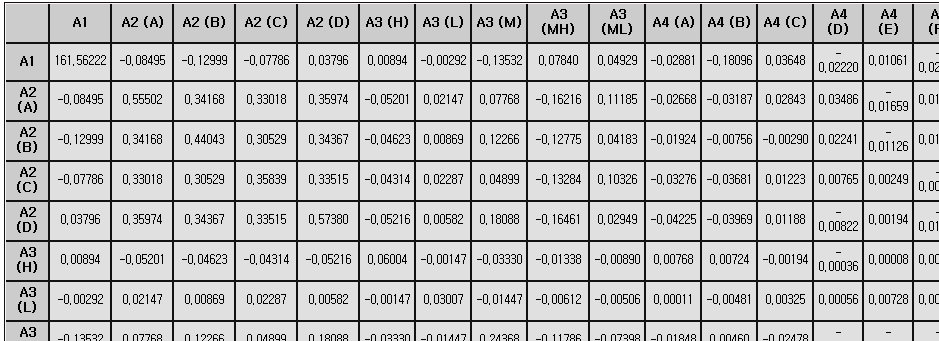 A1 A2 (A) A2 (B) A2 (C) A2 (D) A3 (H) A3 (L) A3 (M) A3 (MH) A3 (ML) A4 (A) A4 (B) A4 (C) A4 (D) A4 (E)
A1 161,56222 -0,08495 -0,12999 -0,07786 0,03796 0,00894 -0,00292 -0,13532 0,07840 0,04929 -0,02881 -0,18096 0,03648 -0,02220 0,01061
A2 (A) -0,08495 0,55502 0,34168 0,33018 0,35974 -0,05201 0,02147 0,07768 -0,16216 0,11185 -0,02668 -0,03187 0,02843 0,03486 -0,01659
A2 (B) -0,12999 0,34168 0,44043 0,30529 0,34367 -0,04623 0,00869 0,12266 -0,12775 0,04183 -0,01924 -0,00756 -0,00290 0,02241 -0,01126
A2 (C) -0,07786 0,33018 0,30529 0,35839 0,33515 -0,04314 0,02287 0,04899 -0,13284 0,10326 -0,03276 -0,03681 0,01223 0,00765 0,00249
A2 (D) 0,03796 0,35974 0,34367 0,33515 0,57380 -0,05216 0,00582 0,18088 -0,16461 0,02949 -0,04225 -0,03969 0,01188 -0,00822 0,00194
A3 (H) 0,00894 -0,05201 -0,04623 -0,04314 -0,05216 0,06004 -0,00147 -0,03330 -0,01338 -0,00890 0,00768 0,00724 -0,00194 -0,00036 0,00008
A3 (L) -0,00292 0,02147 0,00869 0,02287 0,00582 -0,00147 0,03007 -0,01447 -0,00612 -0,00506 0,00011 -0,00481 0,00325 0,00056 0,00728
A3 -0,13532 0,07768 0,12266 0,04899 0,18088 -0,03330 -0,01447 0,24368 -0,11786 -0,07398 -0,01848 0,00460 -0,02478